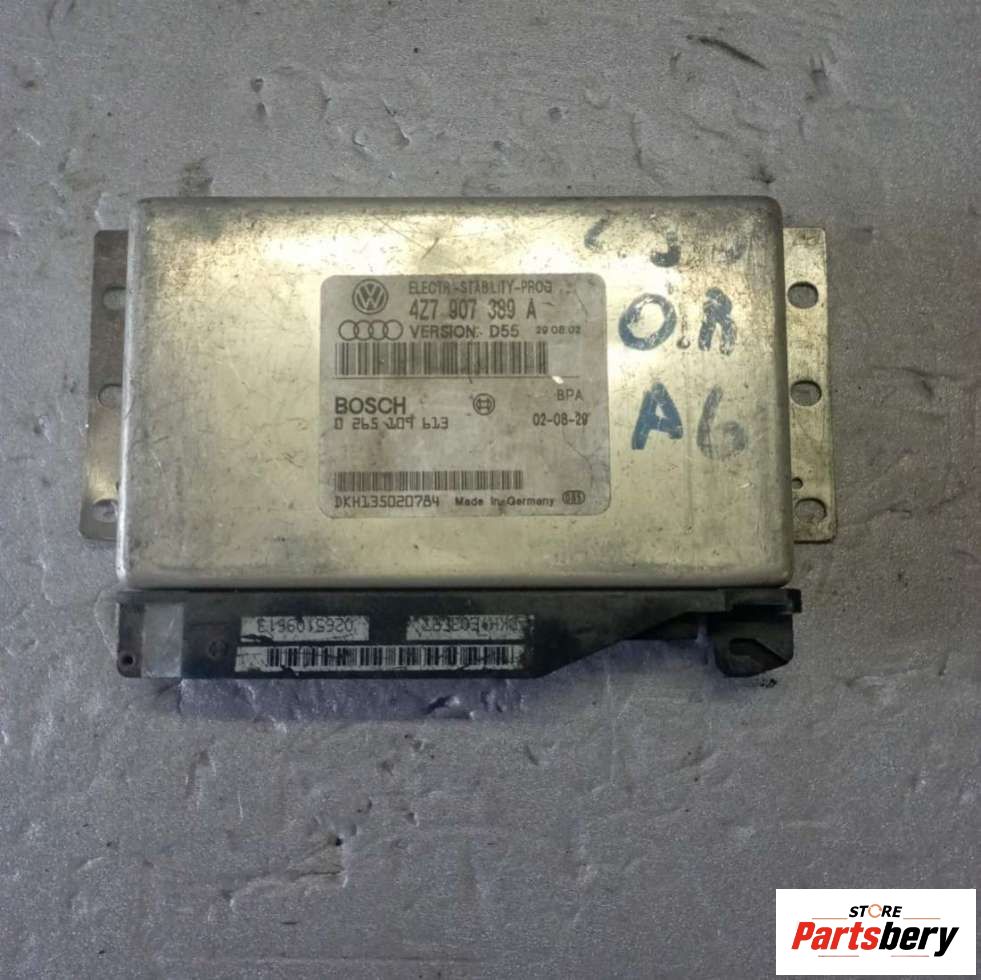 ELECTR.-STABILITY-PROG.
4Z7 907 389 A
VERSION: D55 29 08 02
BOSCH BPA
0 265 109 613 02-08-29
DKH135020784 Made in Germany
O.R
A6
0265109613
STORE
Partsbery